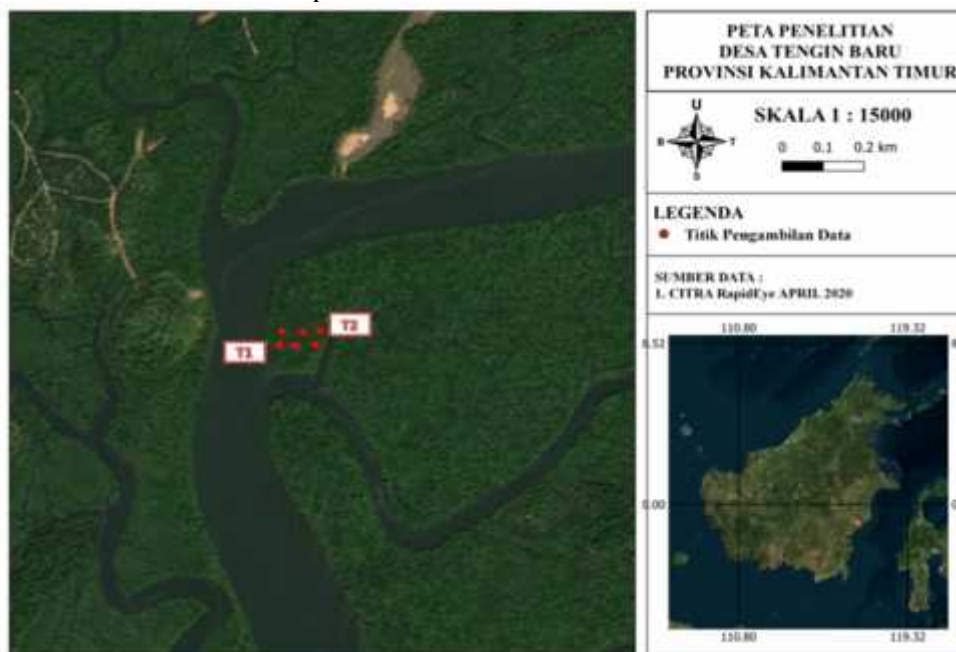 PETA PENELITIAN
DESA TENGIN BARU
PROVINSI KALIMANTAN TIMUR
U
B T
S
SKALA 1 : 15000
0 0.1 0.2 km
LEGENDA
Titik Pengambilan Data
SUMBER DATA :
1. CITRA RapidEye APRIL 2020
T2
T1
110.80 119.32
8.52
0.00
110.80 119.32